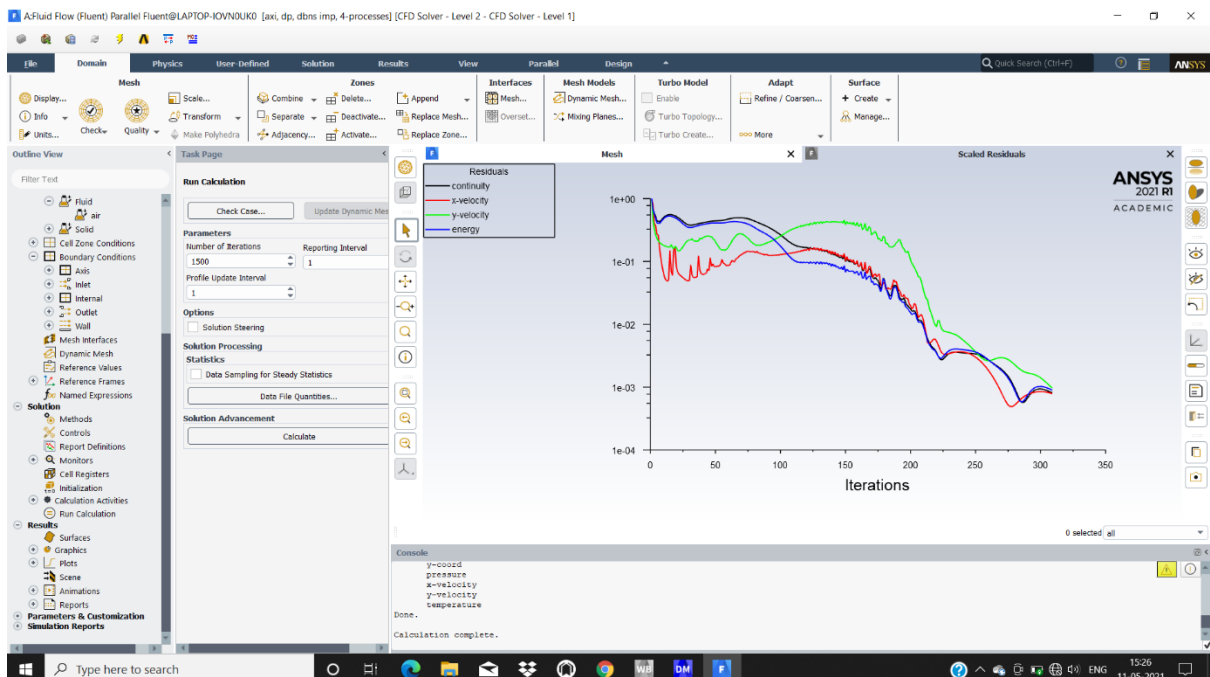 A:Fluid Flow (Fluent) Parallel Fluent@LAPTOP-IOVN0UK0 [axi, dp, dbns imp, 4-processes] [CFD Solver - Level 2 - CFD Solver - Level 1]
File Domain Physics User-Defined Solution Results View Parallel Design Quick Search (Ctrl+F) ANSYS
Mesh Zones Interfaces Mesh Models Turbo Model Adapt Surface
Display... Scale... Combine Delete... Append Mesh... Dynamic Mesh... Enable Refine / Coarsen... + Create
Info Check Quality Transform Separate Deactivate... Replace Mesh... Overset... Mixing Planes... Turbo Topology... Manage...
Units... Make Polyhedra Adjacency... Activate... Replace Zone... Turbo Create... More
Outline View
Filter Text
Fluid
air
Solid
Cell Zone Conditions
Boundary Conditions
Axis
Inlet
Internal
Outlet
Wall
Mesh Interfaces
Dynamic Mesh
Reference Values
Reference Frames
Named Expressions
Solution
Methods
Controls
Report Definitions
Monitors
Cell Registers
Initialization
Calculation Activities
Run Calculation
Results
Surfaces
Graphics
Plots
Scene
Animations
Reports
Parameters & Customization
Simulation Reports
Task Page
Run Calculation
Check Case... Update Dynamic Mes
Parameters
Number of Iterations Reporting Interval
1500 1
Profile Update Interval
1
Options
Solution Steering
Solution Processing
Statistics
Data Sampling for Steady Statistics
Data File Quantities...
Solution Advancement
Calculate
Mesh Scaled Residuals
Residuals
continuity
x-velocity
y-velocity
energy
ANSYS
2021 R1
ACADEMIC
1e+00
1e-01
1e-02
1e-03
1e-04
0 50 100 150 200 250 300 350
Iterations
0 selected all
Console
y-coord
pressure
x-velocity
y-velocity
temperature
Done.
Calculation complete.
Type here to search WB DM F ENG 15:26
11-05-2021